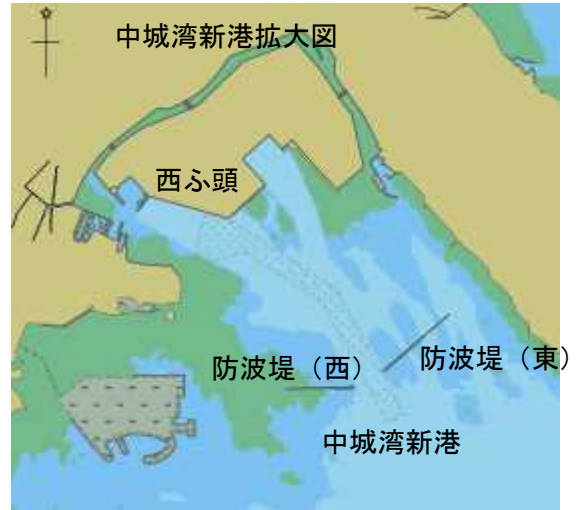 中城湾新港拡大図
西ふ頭
防波堤（西）
防波堤（東）
中城湾新港